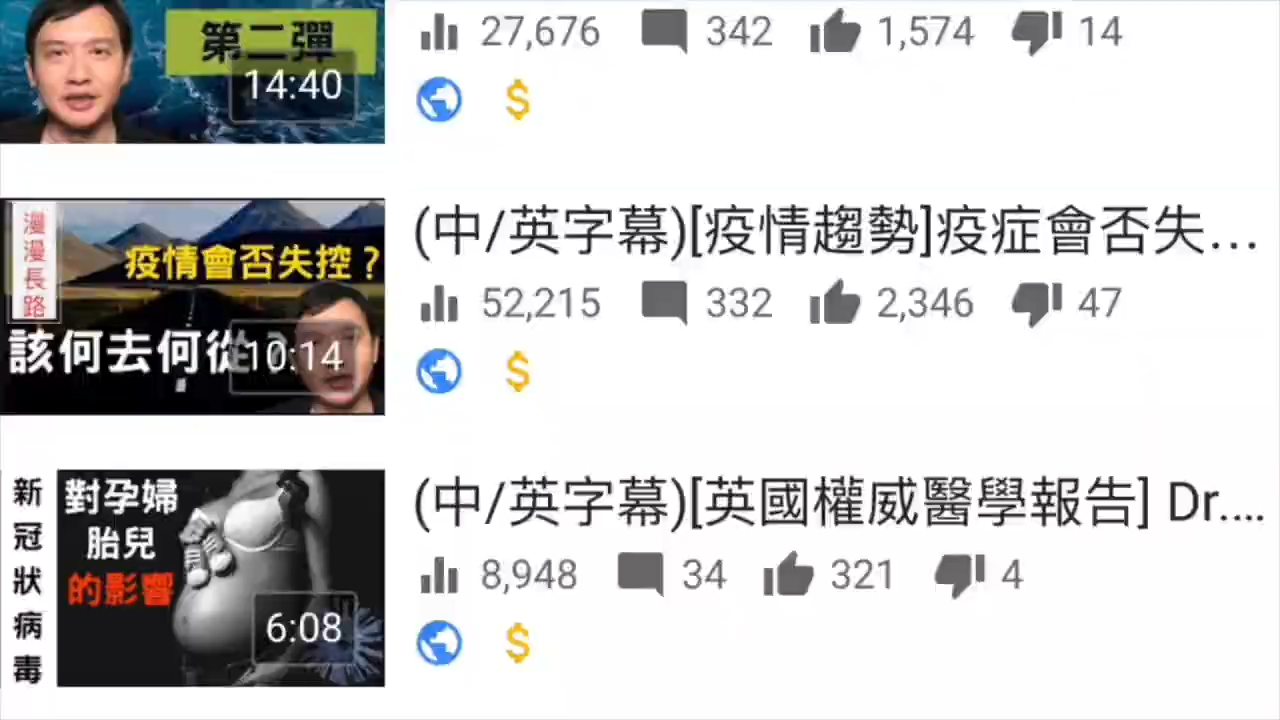 第二彈
14:40
27,676 342 1,574 14
漫漫長路
疫情會否失控？
該何去何從？
10:14
(中/英字幕)[疫情趨勢]疫症會否失...
52,215 332 2,346 47
新冠狀病毒
對孕婦
胎兒
的影響
6:08
(中/英字幕)[英國權威醫學報告] Dr....
8,948 34 321 4